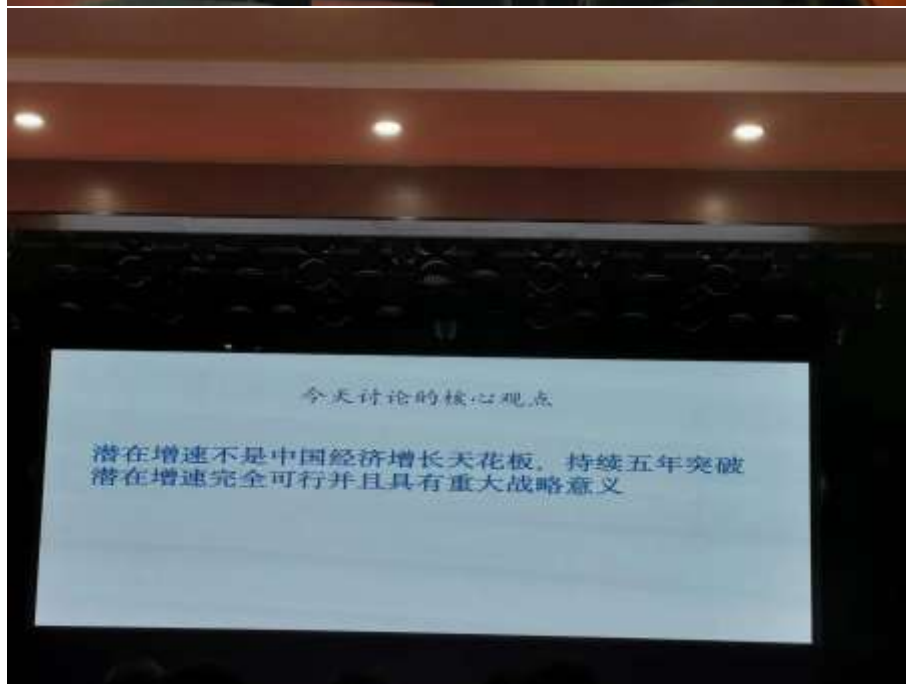 今天讨论的核心观点
潜在增速不是中国经济增长天花板，持续五年突破
潜在增速完全可行并且具有重大战略意义